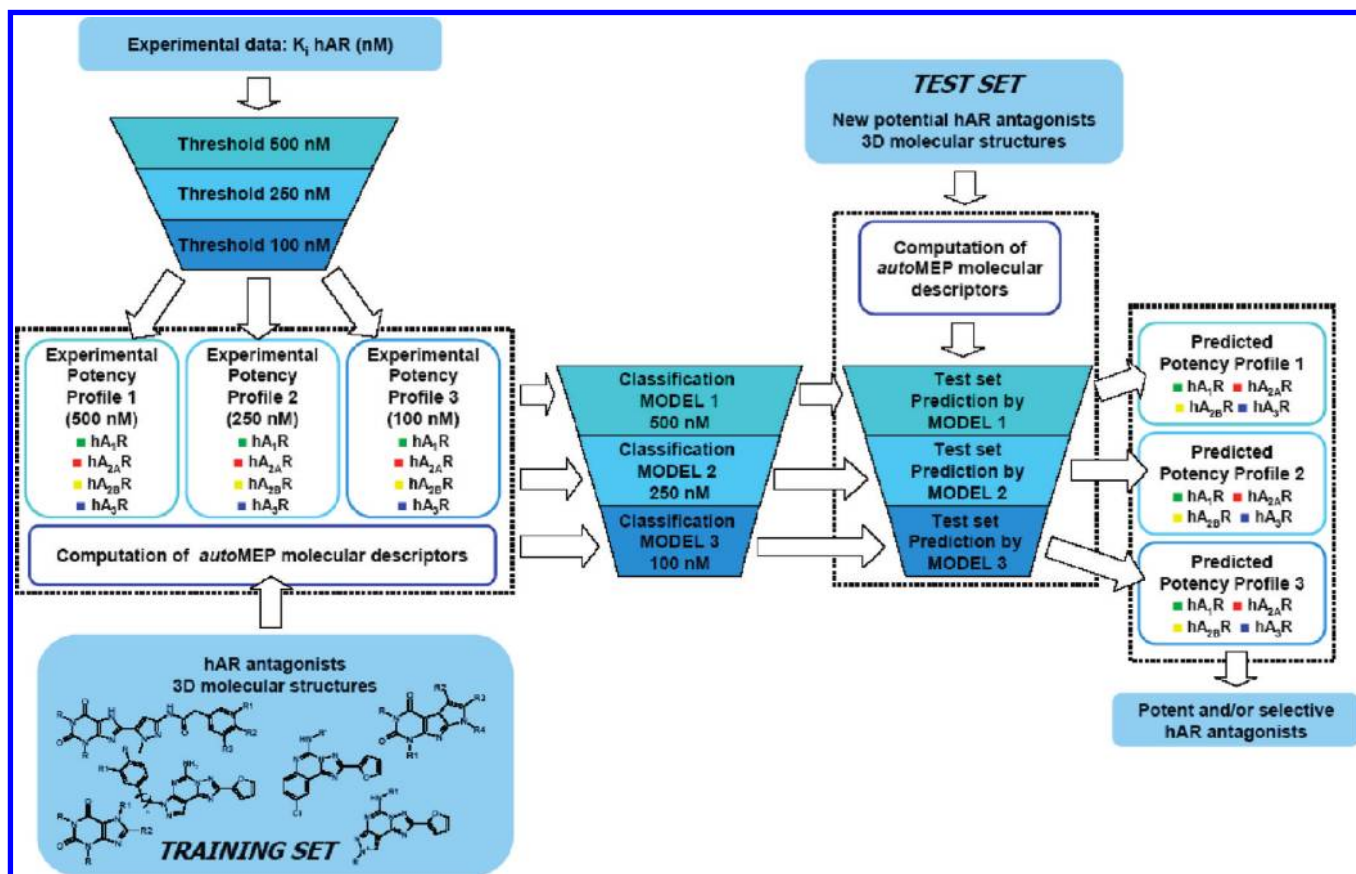 Experimental data: Ki hAR (nM)
Threshold 500 nM
Threshold 250 nM
Threshold 100 nM
Experimental
Potency
Profile 1
(500 nM)
hA1R
hA2AR
hA2BR
hA3R
Experimental
Potency
Profile 2
(250 nM)
hA1R
hA2AR
hA2BR
hA3R
Experimental
Potency
Profile 3
(100 nM)
hA1R
hA2AR
hA2BR
hA3R
Computation of autoMEP molecular descriptors
hAR antagonists
3D molecular structures
TRAINING SET
Classification
MODEL 1
500 nM
Classification
MODEL 2
250 nM
Classification
MODEL 3
100 nM
TEST SET
New potential hAR antagonists
3D molecular structures
Computation of
autoMEP molecular
descriptors
Test set
Prediction by
MODEL 1
Test set
Prediction by
MODEL 2
Test set
Prediction by
MODEL 3
Predicted
Potency Profile 1
hA1R hA2AR
hA2BR hA3R
Predicted
Potency Profile 2
hA1R hA2AR
hA2BR hA3R
Predicted
Potency Profile 3
hA1R hA2AR
hA2BR hA3R
Potent and/or selective
hAR antagonists